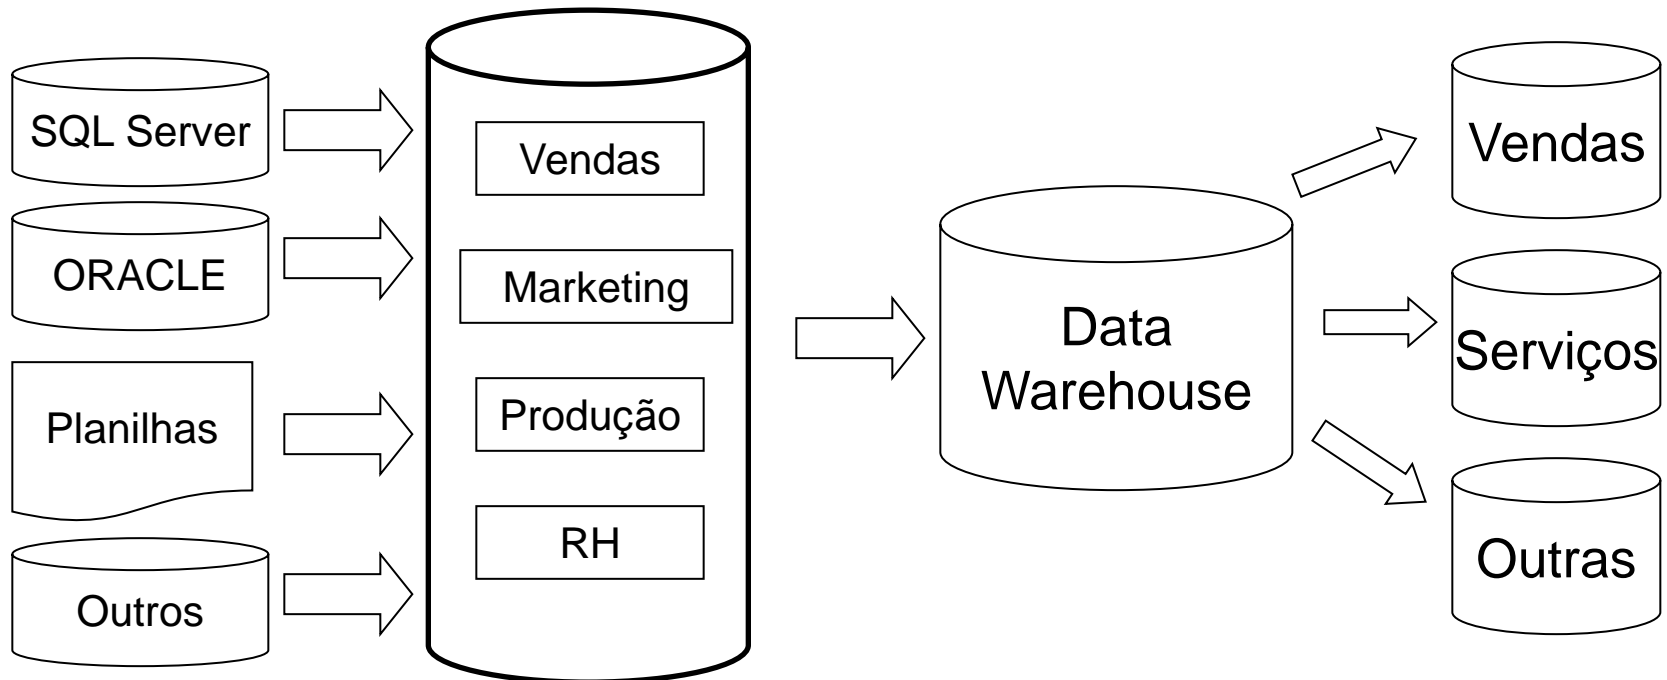 SQL Server
ORACLE
Planilhas
Outros
Vendas
Marketing
Produção
RH
Data
Warehouse
Vendas
Serviços
Outras